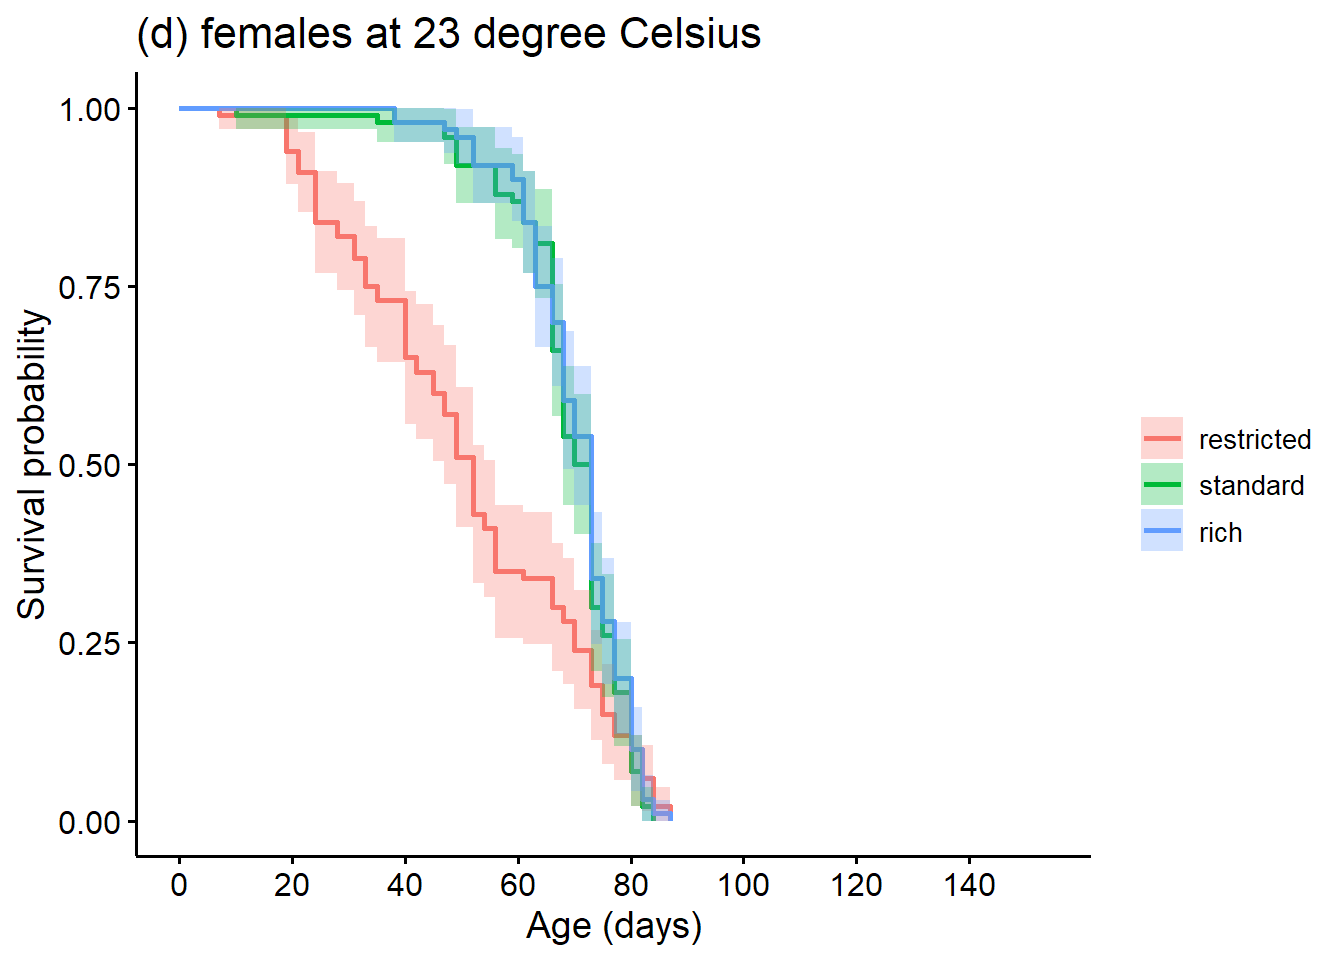 (d) females at 23 degree Celsius
Survival probability
1.00
0.75
0.50
0.25
0.00
0 20 40 60 80 100 120 140
Age (days)
restricted
standard
rich